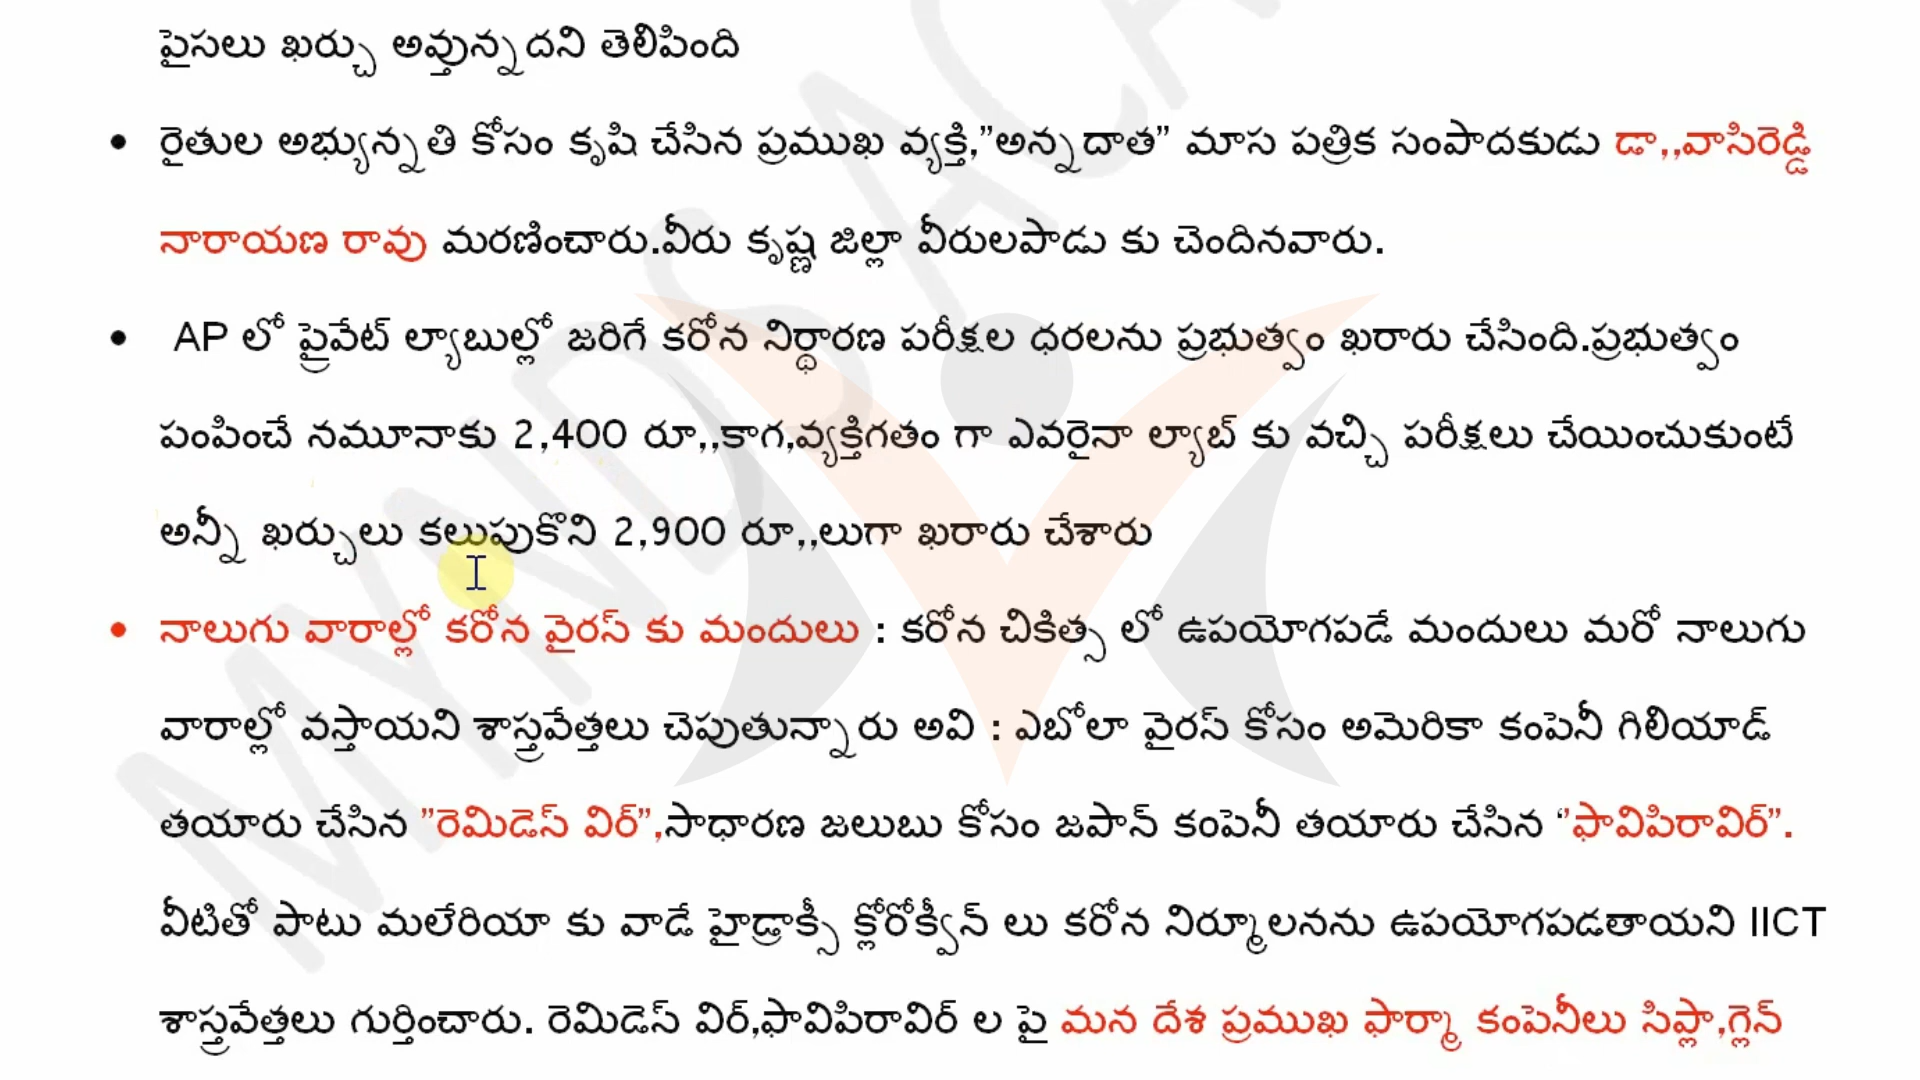 పైసలు ఖర్చు అవ్తున్నదని తెలిపింది
• రైతుల అభ్యున్నతి కోసం కృషి చేసిన ప్రముఖ వ్యక్తి,”అన్నదాత” మాస పత్రిక సంపాదకుడు డా,,వాసిరెడ్డి
నారాయణ రావు మరణించారు.వీరు కృష్ణ జిల్లా వీరులపాడు కు చెందినవారు.
• AP లో ప్రైవేట్ ల్యాబుల్లో జరిగే కరోన నిర్ధారణ పరీక్షల ధరలను ప్రభుత్వం ఖరారు చేసింది.ప్రభుత్వం
పంపించే నమూనాకు 2,400 రూ,,కాగ,వ్యక్తిగతం గా ఎవరైనా ల్యాబ్ కు వచ్చి పరీక్షలు చేయించుకుంటే
అన్నీ ఖర్చులు కలుపుకొని 2,900 రూ,,లుగా ఖరారు చేశారు
• నాలుగు వారాల్లో కరోన వైరస్ కు మందులు : కరోన చికిత్స లో ఉపయోగపడే మందులు మరో నాలుగు
వారాల్లో వస్తాయని శాస్త్రవేత్తలు చెపుతున్నారు అవి : ఎబోలా వైరస్ కోసం అమెరికా కంపెనీ గిలియాడ్
తయారు చేసిన ”రెమిడెస్ విర్”,సాధారణ జలుబు కోసం జపాన్ కంపెనీ తయారు చేసిన ‘’ఫావిపిరావిర్”.
వీటితో పాటు మలేరియా కు వాడే హైడ్రాక్సీ క్లోరోక్వీన్ లు కరోన నిర్మూలనను ఉపయోగపడతాయని IICT
శాస్త్రవేత్తలు గుర్తించారు. రెమిడెస్ విర్,ఫావిపిరావిర్ ల పై మన దేశ ప్రముఖ ఫార్మా కంపెనీలు సిప్లా,గ్లెన్
MYNDS ACA